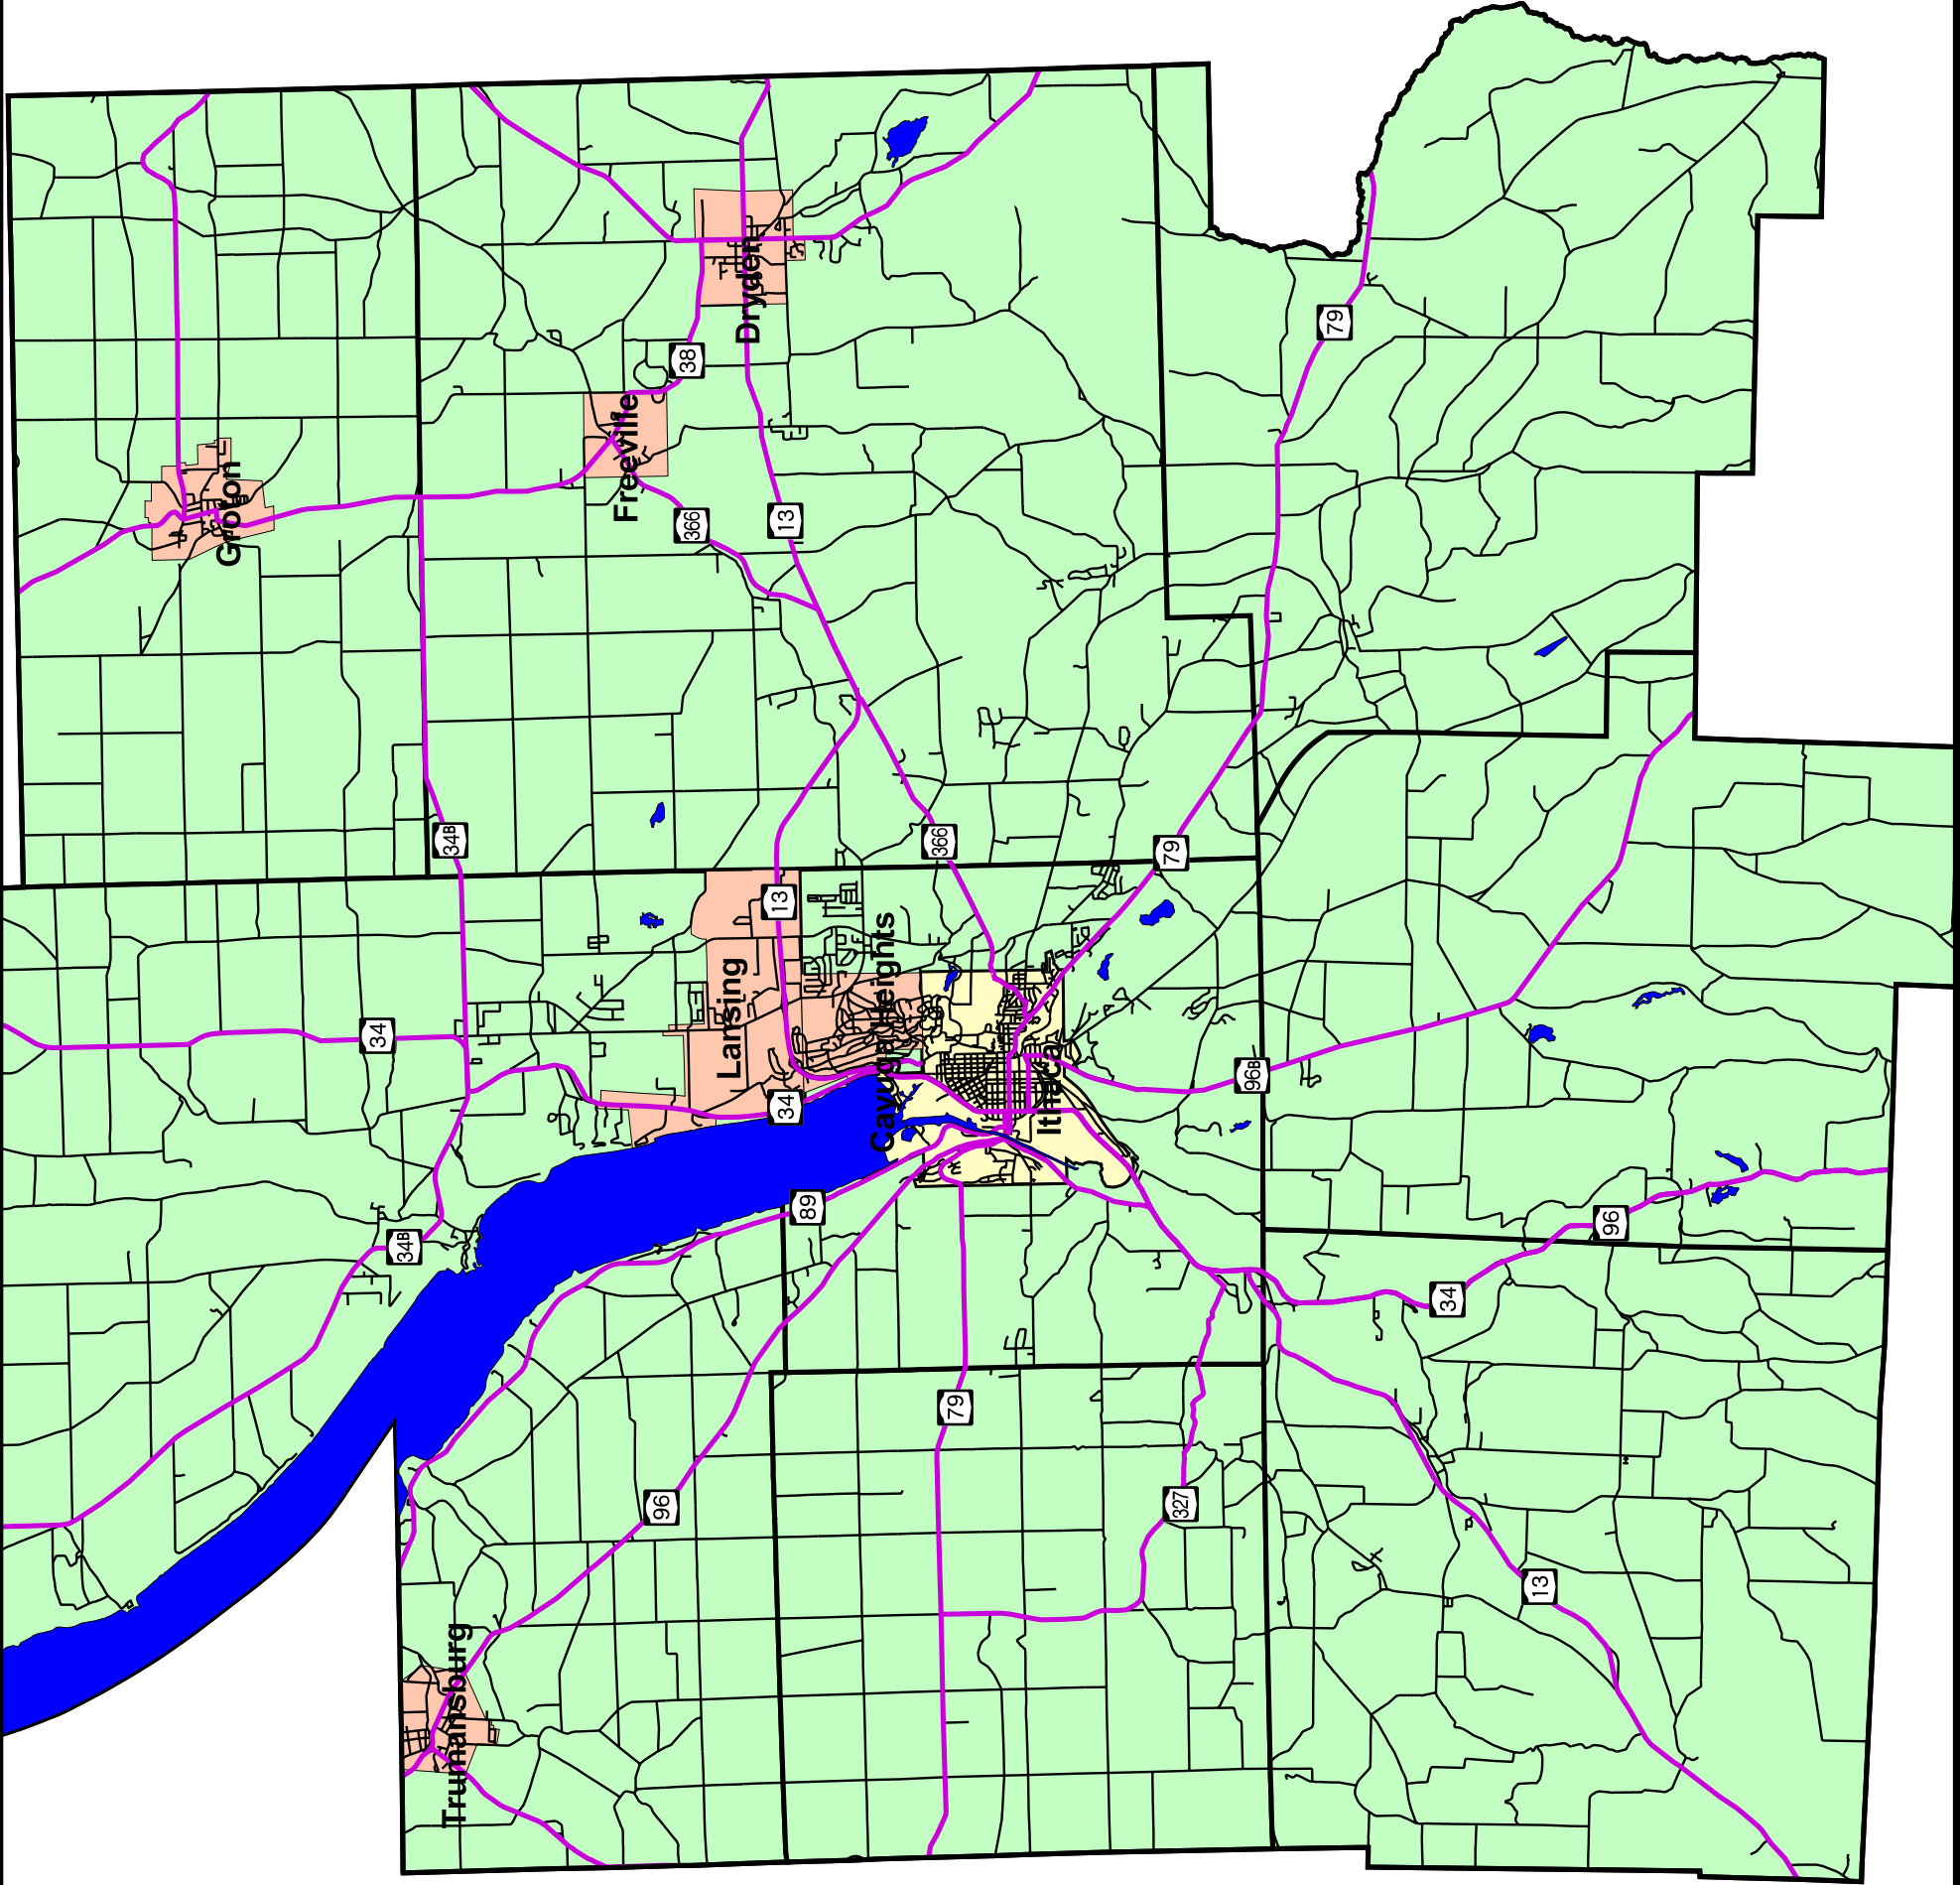 Groton
34
34B
34B
Trumansburg
Freeville
96
38
366
Lansing
Dryden
13
34
13
89
Cayuga Heights
366
79
Ithaca
79
327
96B
79
34
13
96